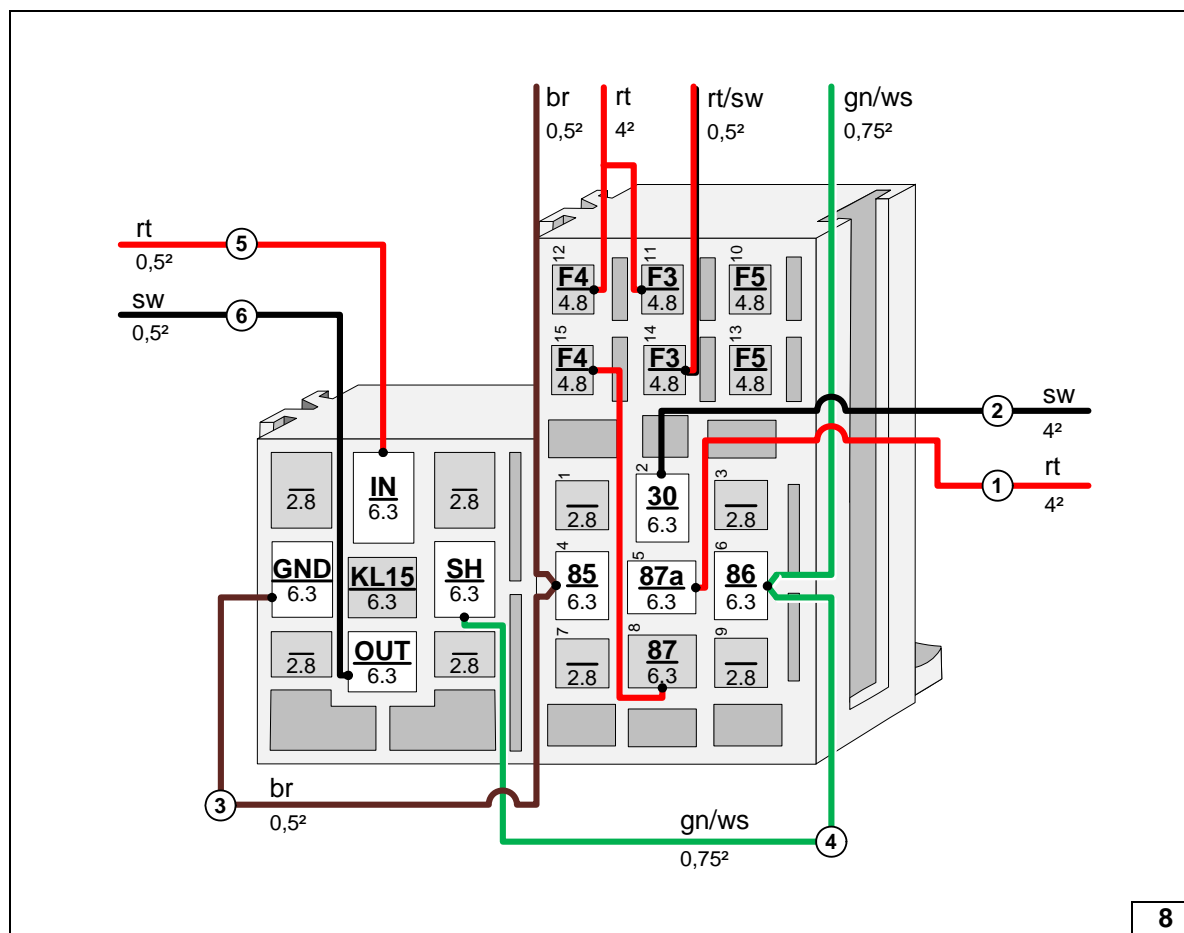 br rt rt/sw gn/ws
0,5² 4² 0,5² 0,75²
rt 5
0,5²
sw 6
0,5²
12 11 10
F4 F3 F5
4.8 4.8 4.8
15 14 13
F4 F3 F5
4.8 4.8 4.8
2 sw
4²
1 rt
4²
1 2 3
2.8 30 2.8
6.3
2.8 IN 2.8
6.3
4 5 6
85 87a 86
6.3 6.3 6.3
GND KL15 SH
6.3 6.3 6.3
7 8 9
2.8 87 2.8
6.3
2.8 OUT 2.8
6.3
3 br
0,5²
gn/ws 4
0,75²
8